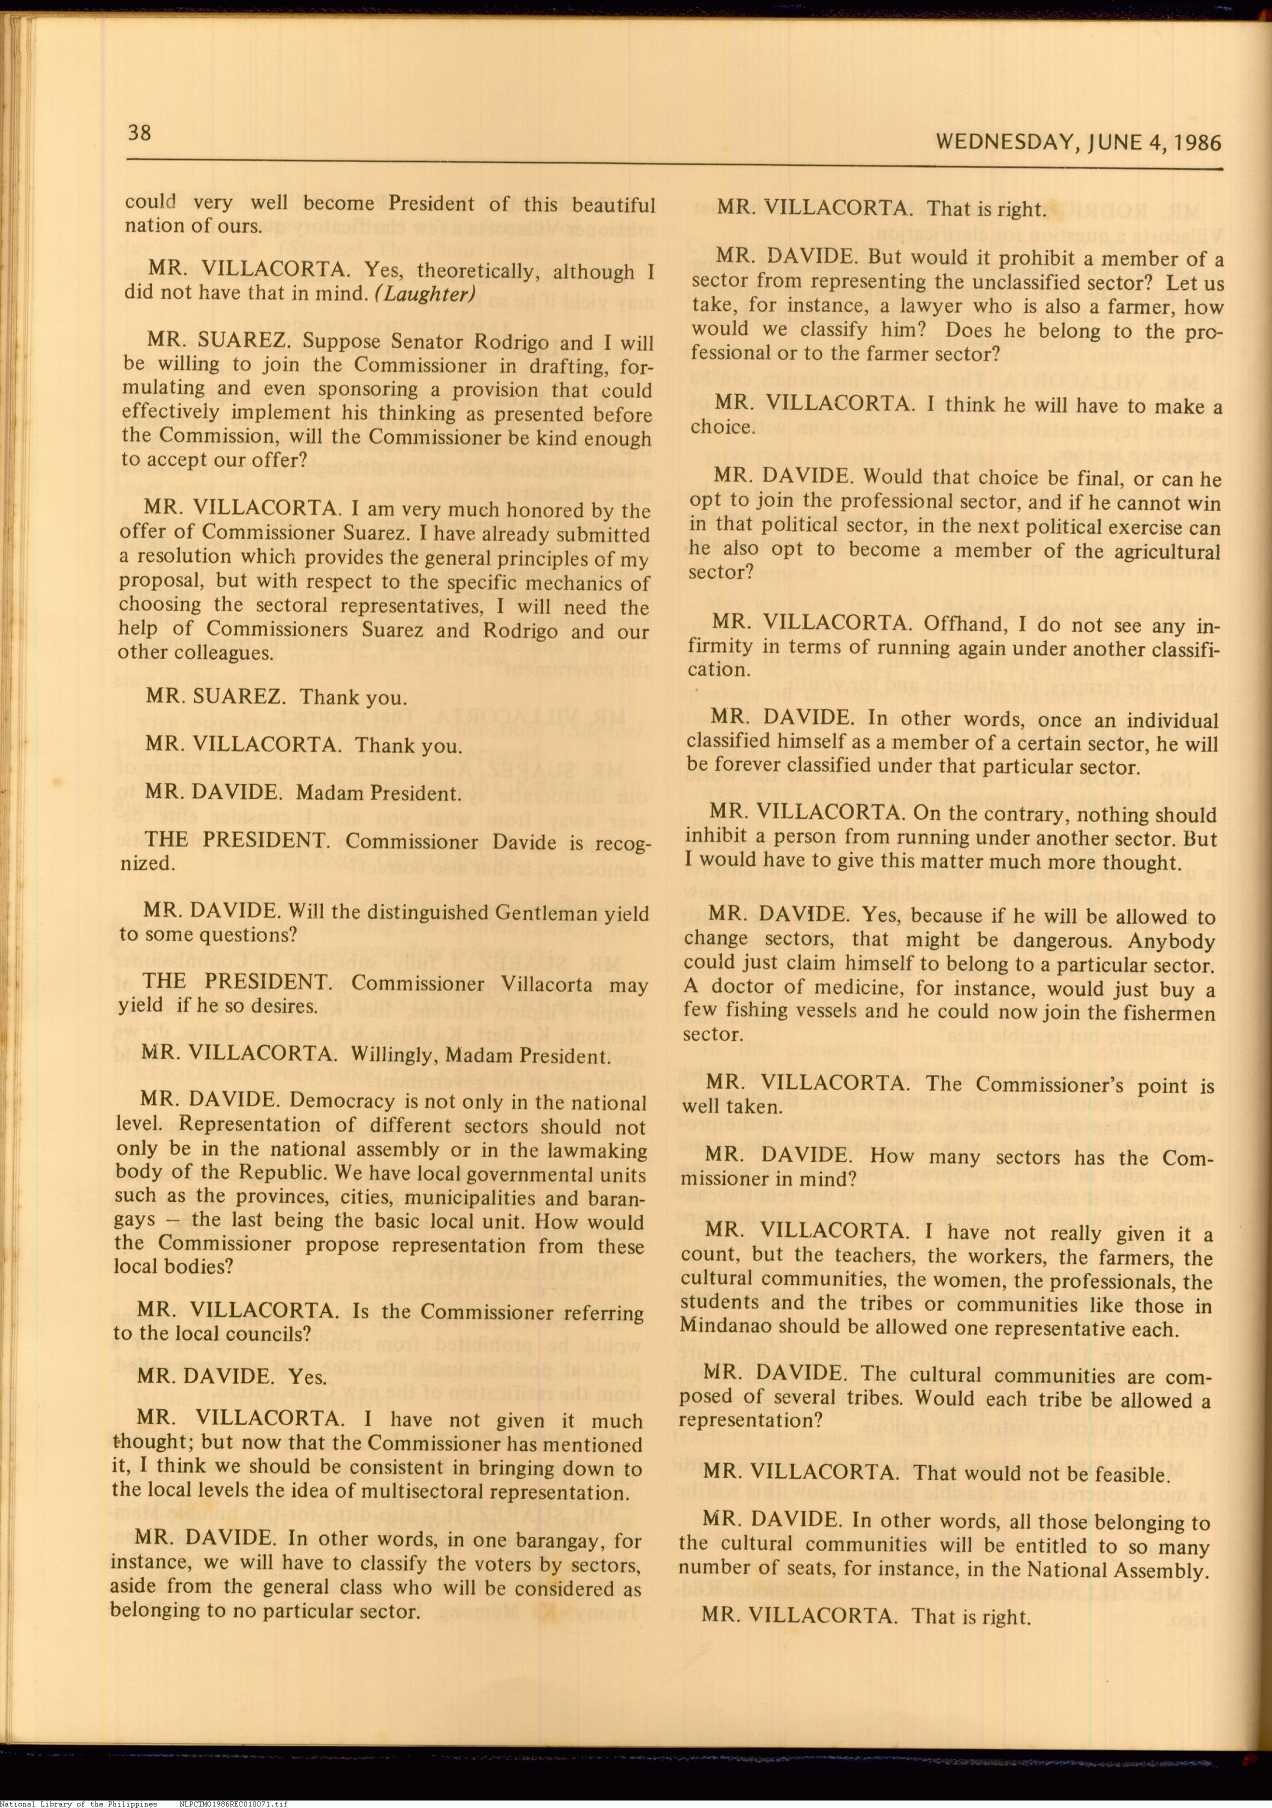 38
WEDNESDAY, JUNE 4, 1986
could very well become President of this beautiful
nation of ours.
MR. VILLACORTA. Yes, theoretically, although I
did not have that in mind. (Laughter)
MR. SUAREZ. Suppose Senator Rodrigo and I will
be willing to join the Commissioner in drafting, for-
mulating and even sponsoring a provision that could
effectively implement his thinking as presented before
the Commission, will the Commissioner be kind enough
to accept our offer?
MR. VILLACORTA. I am very much honored by the
offer of Commissioner Suarez. I have already submitted
a resolution which provides the general principles of my
proposal, but with respect to the specific mechanics of
choosing the sectoral representatives, I will need the
help of Commissioners Suarez and Rodrigo and our
other colleagues.
MR. SUAREZ. Thank you.
MR. VILLACORTA. Thank you.
MR. DAVIDE. Madam President.
THE PRESIDENT. Commissioner Davide is recog-
nized.
MR. DAVIDE. Will the distinguished Gentleman yield
to some questions?
THE PRESIDENT. Commissioner Villacorta may
yield if he so desires.
MR. VILLACORTA. Willingly, Madam President.
MR. DAVIDE. Democracy is not only in the national
level. Representation of different sectors should not
only be in the national assembly or in the lawmaking
body of the Republic. We have local governmental units
such as the provinces, cities, municipalities and baran-
gays — the last being the basic local unit. How would
the Commissioner propose representation from these
local bodies?
MR. VILLACORTA. Is the Commissioner referring
to the local councils?
MR. DAVIDE. Yes.
MR. VILLACORTA. I have not given it much
thought; but now that the Commissioner has mentioned
it, I think we should be consistent in bringing down to
the local levels the idea of multisectoral representation.
MR. DAVIDE. In other words, in one barangay, for
instance, we will have to classify the voters by sectors,
aside from the general class who will be considered as
belonging to no particular sector.
MR. VILLACORTA. That is right.
MR. DAVIDE. But would it prohibit a member of a
sector from representing the unclassified sector? Let us
take, for instance, a lawyer who is also a farmer, how
would we classify him? Does he belong to the pro-
fessional or to the farmer sector?
MR. VILLACORTA. I think he will have to make a
choice.
MR. DAVIDE. Would that choice be final, or can he
opt to join the professional sector, and if he cannot win
in that political sector, in the next political exercise can
he also opt to become a member of the agricultural
sector?
MR. VILLACORTA. Offhand, I do not see any in-
firmity in terms of running again under another classifi-
cation.
MR. DAVIDE. In other words, once an individual
classified himself as a member of a certain sector, he will
be forever classified under that particular sector.
MR. VILLACORTA. On the contrary, nothing should
inhibit a person from running under another sector. But
I would have to give this matter much more thought.
MR. DAVIDE. Yes, because if he will be allowed to
change sectors, that might be dangerous. Anybody
could just claim himself to belong to a particular sector.
A doctor of medicine, for instance, would just buy a
few fishing vessels and he could now join the fishermen
sector.
MR. VILLACORTA. The Commissioner's point is
well taken.
MR. DAVIDE. How many sectors has the Com-
missioner in mind?
MR. VILLACORTA. I have not really given it a
count, but the teachers, the workers, the farmers, the
cultural communities, the women, the professionals, the
students and the tribes or communities like those in
Mindanao should be allowed one representative each.
MR. DAVIDE. The cultural communities are com-
posed of several tribes. Would each tribe be allowed a
representation?
MR. VILLACORTA. That would not be feasible.
MR. DAVIDE. In other words, all those belonging to
the cultural communities will be entitled to so many
number of seats, for instance, in the National Assembly.
MR. VILLACORTA. That is right.
National Library of the Philippines NLPCIM01986REC010071.tif